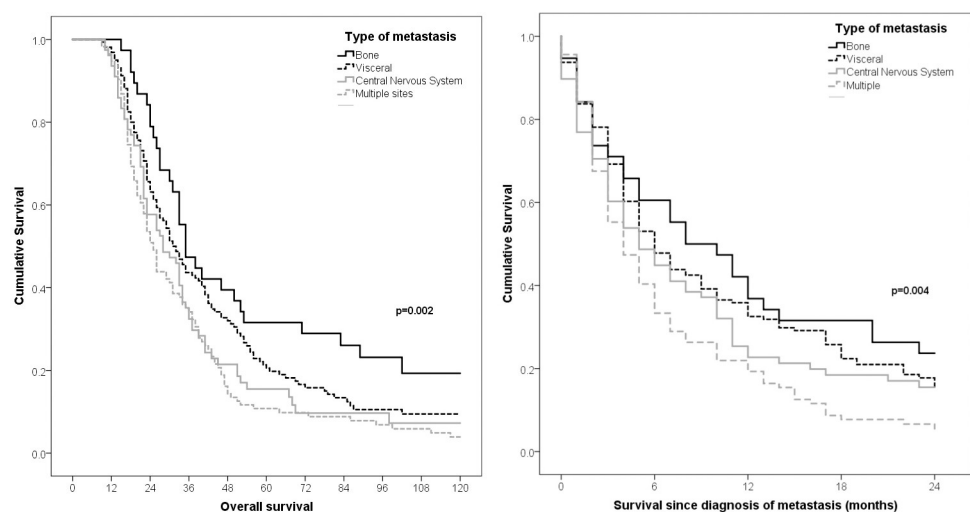 Type of metastasis
Bone
Visceral
Central Nervous System
Multiple sites
1.0
0.8
0.6
0.4
0.2
0.0
Cumulative Survival
p=0.002
0 12 24 36 48 60 72 84 96 108 120
Overall survival
Type of metastasis
Bone
Visceral
Central Nervous System
Multiple
1.0
0.8
0.6
0.4
0.2
0.0
Cumulative Survival
p=0.004
0 6 12 18 24
Survival since diagnosis of metastasis (months)